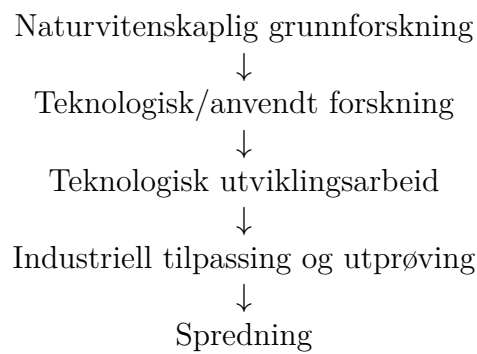 Naturvitenskaplig grunnforskning
↓
Teknologisk/anvendt forskning
↓
Teknologisk utviklingsarbeid
↓
Industriell tilpassing og utprøving
↓
Spredning